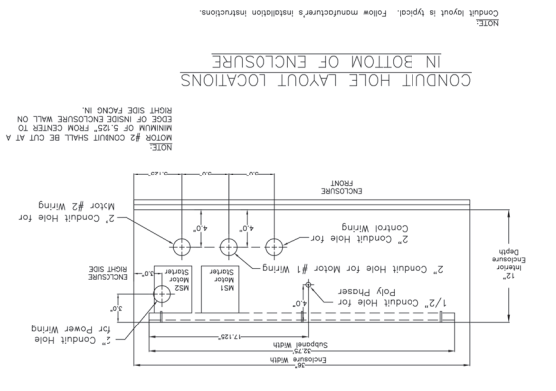 36"
Enclosure Width
32.75"
Subpanel Width
17.125"
2" Conduit Hole
for Power Wiring
1/2" Conduit Hole for
Poly Phaser
4.0"
3.0"
3.0"
MS1
Motor
Starter
MS2
Motor
Starter
ENCLOSURE
RIGHT SIDE
12"
Interior
Enclosure
Depth
2" Conduit Hole for Motor #1 Wiring
2" Conduit Hole for
Control Wiring
4.0"
4.0"
2" Conduit Hole for
Motor #2 Wiring
ENCLOSURE
FRONT
NOTE:
MOTOR #2 CONDUIT SHALL BE CUT AT A
MINIMUM OF 5.125" FROM CENTER TO
EDGE OF INSIDE ENCLOSURE WALL ON
RIGHT SIDE FACNG IN.
CONDUIT HOLE LAYOUT LOCATIONS
IN BOTTOM OF ENCLOSURE
NOTE:
Conduit layout is typical. Follow manufacturer's installation instructions.